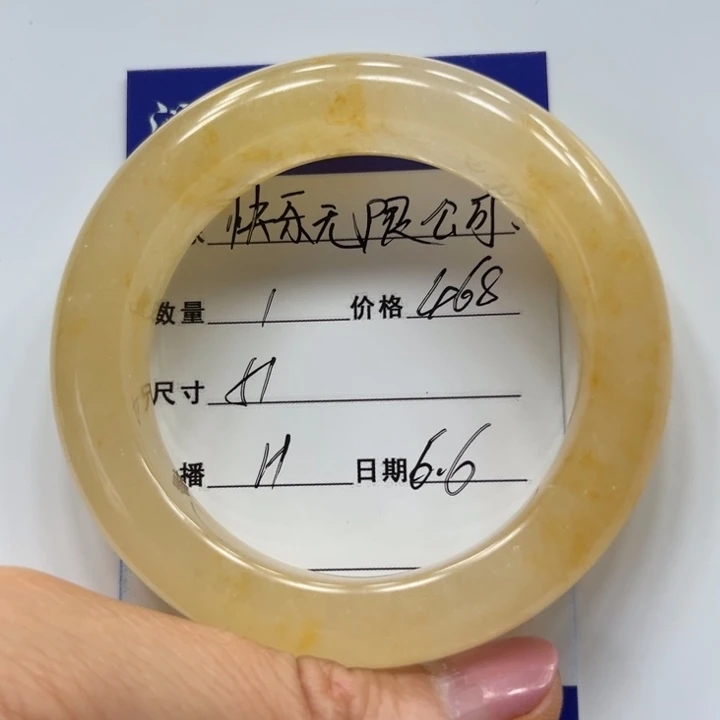 快乐无限公司
数量 1 价格 468
尺寸 51
播 11 日期 6.6